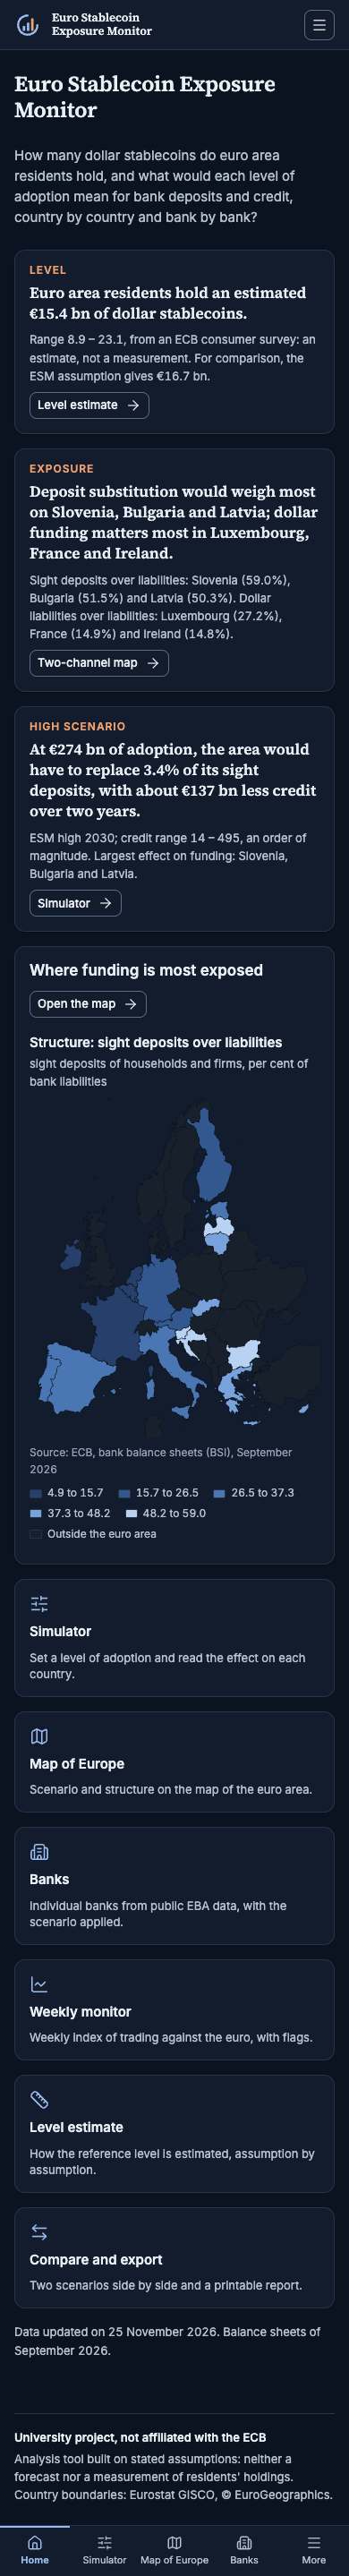 Euro Stablecoin
Exposure Monitor
Euro Stablecoin Exposure
Monitor
How many dollar stablecoins do euro area
residents hold, and what would each level of
adoption mean for bank deposits and credit,
country by country and bank by bank?
LEVEL
Euro area residents hold an estimated
€15.4 bn of dollar stablecoins.
Range 8.9 – 23.1, from an ECB consumer survey: an
estimate, not a measurement. For comparison, the
ESM assumption gives €16.7 bn.
Level estimate
EXPOSURE
Deposit substitution would weigh most
on Slovenia, Bulgaria and Latvia; dollar
funding matters most in Luxembourg,
France and Ireland.
Sight deposits over liabilities: Slovenia (59.0%),
Bulgaria (51.5%) and Latvia (50.3%). Dollar
liabilities over liabilities: Luxembourg (27.2%),
France (14.9%) and Ireland (14.8%).
Two-channel map
HIGH SCENARIO
At €274 bn of adoption, the area would
have to replace 3.4% of its sight
deposits, with about €137 bn less credit
over two years.
ESM high 2030; credit range 14 – 495, an order of
magnitude. Largest effect on funding: Slovenia,
Bulgaria and Latvia.
Simulator
Where funding is most exposed
Open the map
Structure: sight deposits over liabilities
sight deposits of households and firms, per cent of
bank liabilities
Source: ECB, bank balance sheets (BSI), September
2026
4.9 to 15.7 15.7 to 26.5 26.5 to 37.3
37.3 to 48.2 48.2 to 59.0
Outside the euro area
Simulator
Set a level of adoption and read the effect on each
country.
Map of Europe
Scenario and structure on the map of the euro area.
Banks
Individual banks from public EBA data, with the
scenario applied.
Weekly monitor
Weekly index of trading against the euro, with flags.
Level estimate
How the reference level is estimated, assumption by
assumption.
Compare and export
Two scenarios side by side and a printable report.
Data updated on 25 November 2026. Balance sheets of
September 2026.
University project, not affiliated with the ECB
Analysis tool built on stated assumptions: neither a
forecast nor a measurement of residents' holdings.
Country boundaries: Eurostat GISCO, © EuroGeographics.
Home Simulator Map of Europe Banks More